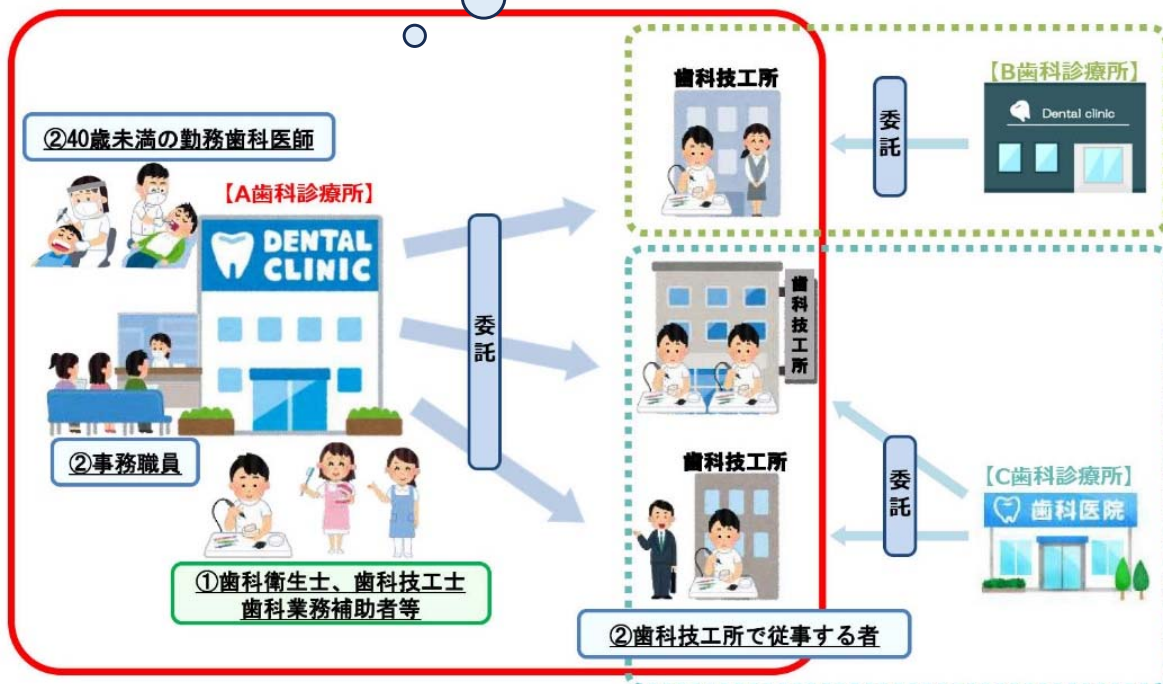 ②40歳未満の勤務歯科医師
【A歯科診療所】
DENTAL
CLINIC
②事務職員
①歯科衛生士、歯科技工士
歯科業務補助者等
委託
歯科技工所
歯科技工所
歯科技工所
②歯科技工所で従事する者
委託
【B歯科診療所】
Dental clinic
委託
【C歯科診療所】
歯科医院